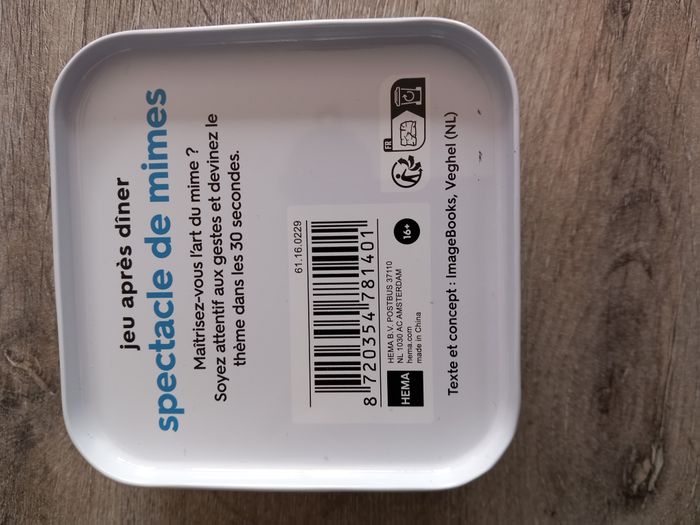 jeu après dîner
spectacle de mimes
Maîtrisez-vous l'art du mime ?
Soyez attentif aux gestes et devinez le
thème dans les 30 secondes.
61.16.0229
8 720354 781401
HEMA
HEMA B.V. POSTBUS 37110
NL 1030 AC AMSTERDAM
hema.com
made in China
16+
FR
Texte et concept : ImageBooks, Veghel (NL)